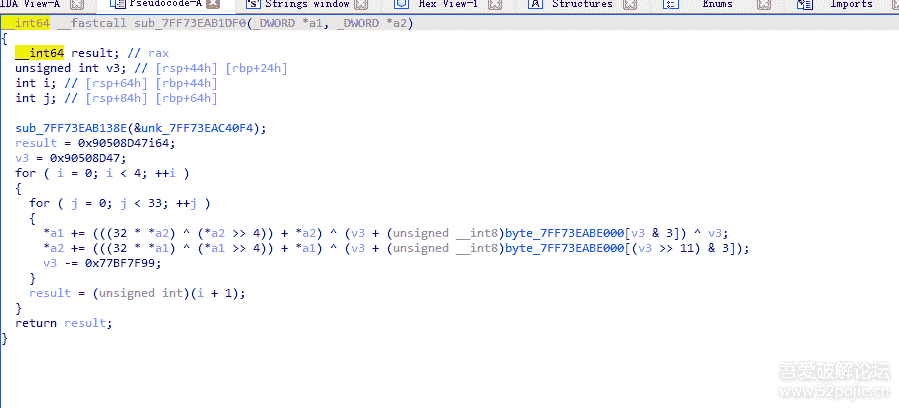 IDA View-A Pseudocode-A Strings window Hex View-1 Structures Enums Imports
__int64 __fastcall sub_7FF73EAB1DF0(_DWORD *a1, _DWORD *a2)
{
__int64 result; // rax
unsigned int v3; // [rsp+44h] [rbp+24h]
int i; // [rsp+64h] [rbp+44h]
int j; // [rsp+84h] [rbp+64h]
sub_7FF73EAB138E(&unk_7FF73EAC40F4);
result = 0x90508D47i64;
v3 = 0x90508D47;
for ( i = 0; i < 4; ++i )
{
for ( j = 0; j < 33; ++j )
{
*a1 += (((32 * *a2) ^ (*a2 >> 4)) + *a2) ^ (v3 + (unsigned __int8)byte_7FF73EABE000[v3 & 3]) ^ v3;
*a2 += (((32 * *a1) ^ (*a1 >> 4)) + *a1) ^ (v3 + (unsigned __int8)byte_7FF73EABE000[(v3 >> 11) & 3]);
v3 -= 0x77BF7F99;
}
result = (unsigned int)(i + 1);
}
return result;
}
吾爱破解论坛
www.52pojie.cn